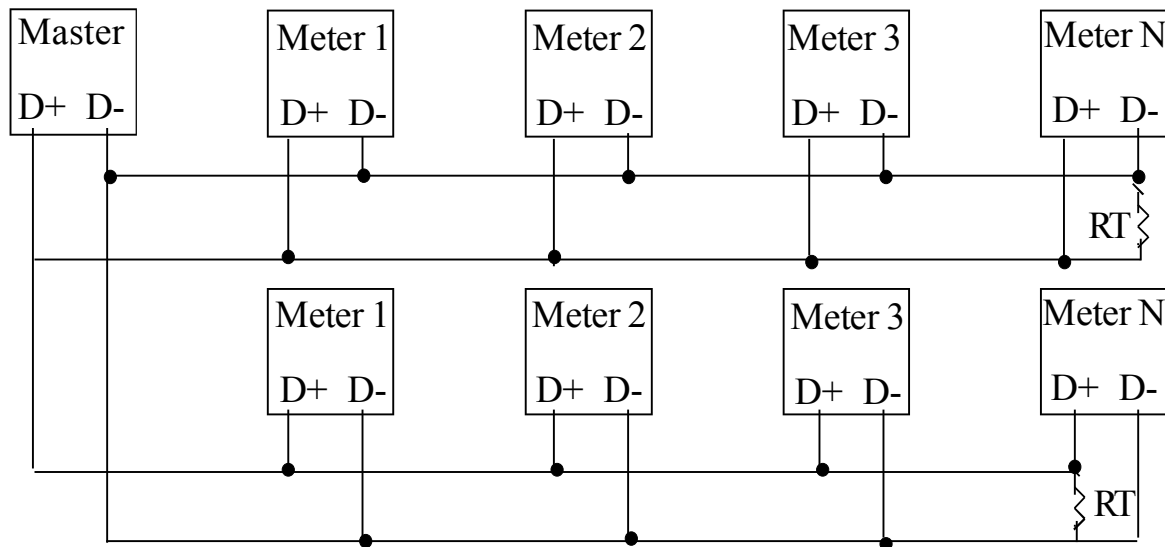 Master Meter 1 Meter 2 Meter 3 Meter N
D+ D- D+ D- D+ D- D+ D- D+ D-
RT
Meter 1 Meter 2 Meter 3 Meter N
D+ D- D+ D- D+ D- D+ D-
RT